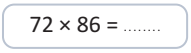 72 × 86 = ........